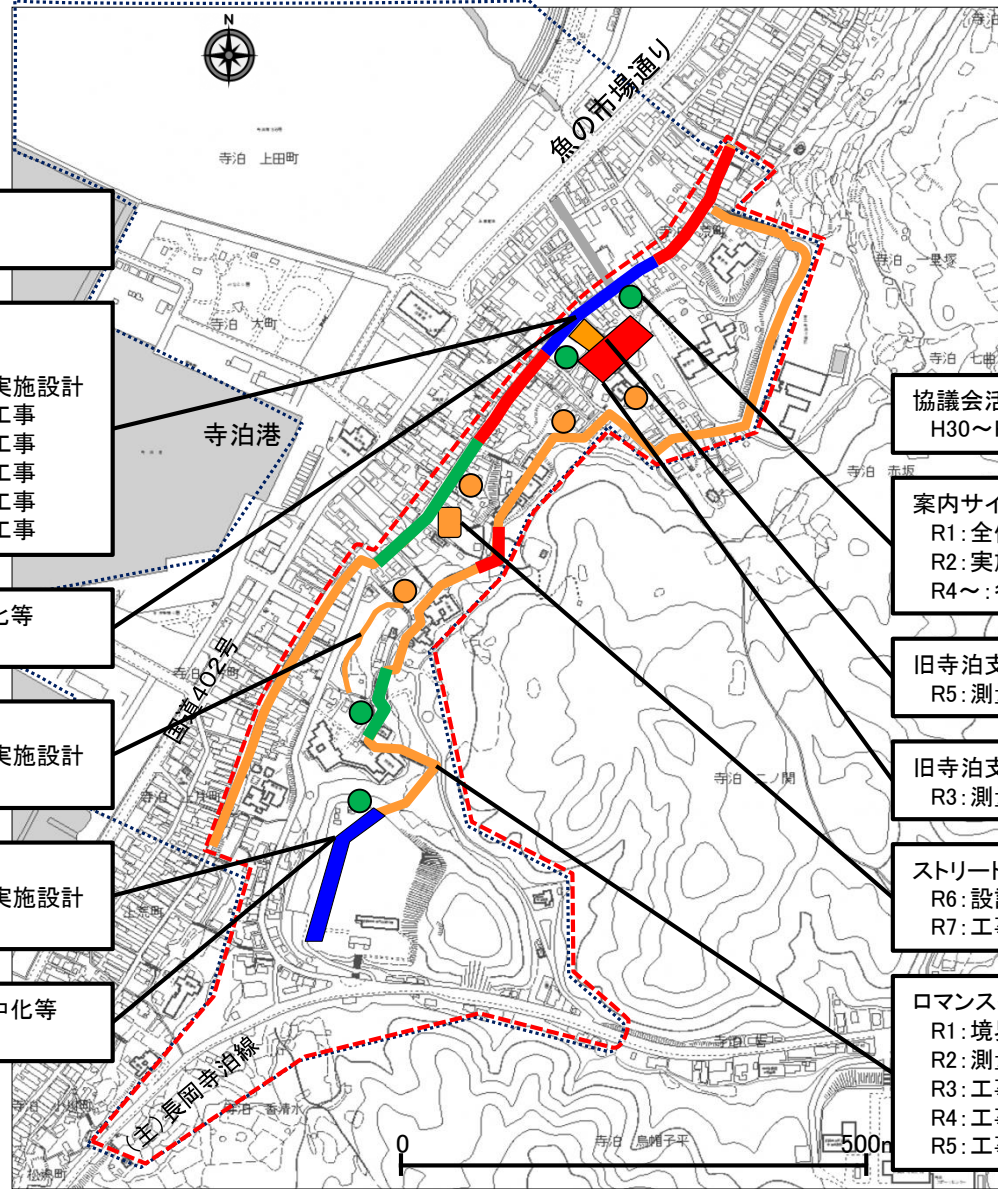 N
魚の市場通り
寺泊 上田町
寺泊 大町
寺泊港
国道402号
(主)長岡寺泊線
寺泊 一里塚
寺泊 七曲
寺泊 赤坂
寺泊 二ノ関
寺泊 烏帽子平
上荒町
松沢町
0
500m
実施設計
工事
工事
工事
工事
工事
化等
実施設計
実施設計
中化等
協議会活
H30~
案内サイ
R1:全
R2:実
R4~:
旧寺泊支
R5:測
旧寺泊支
R3:測
ストリート
R6:設
R7:工
ロマンス
R1:境
R2:測
R3:工
R4:工
R5:工